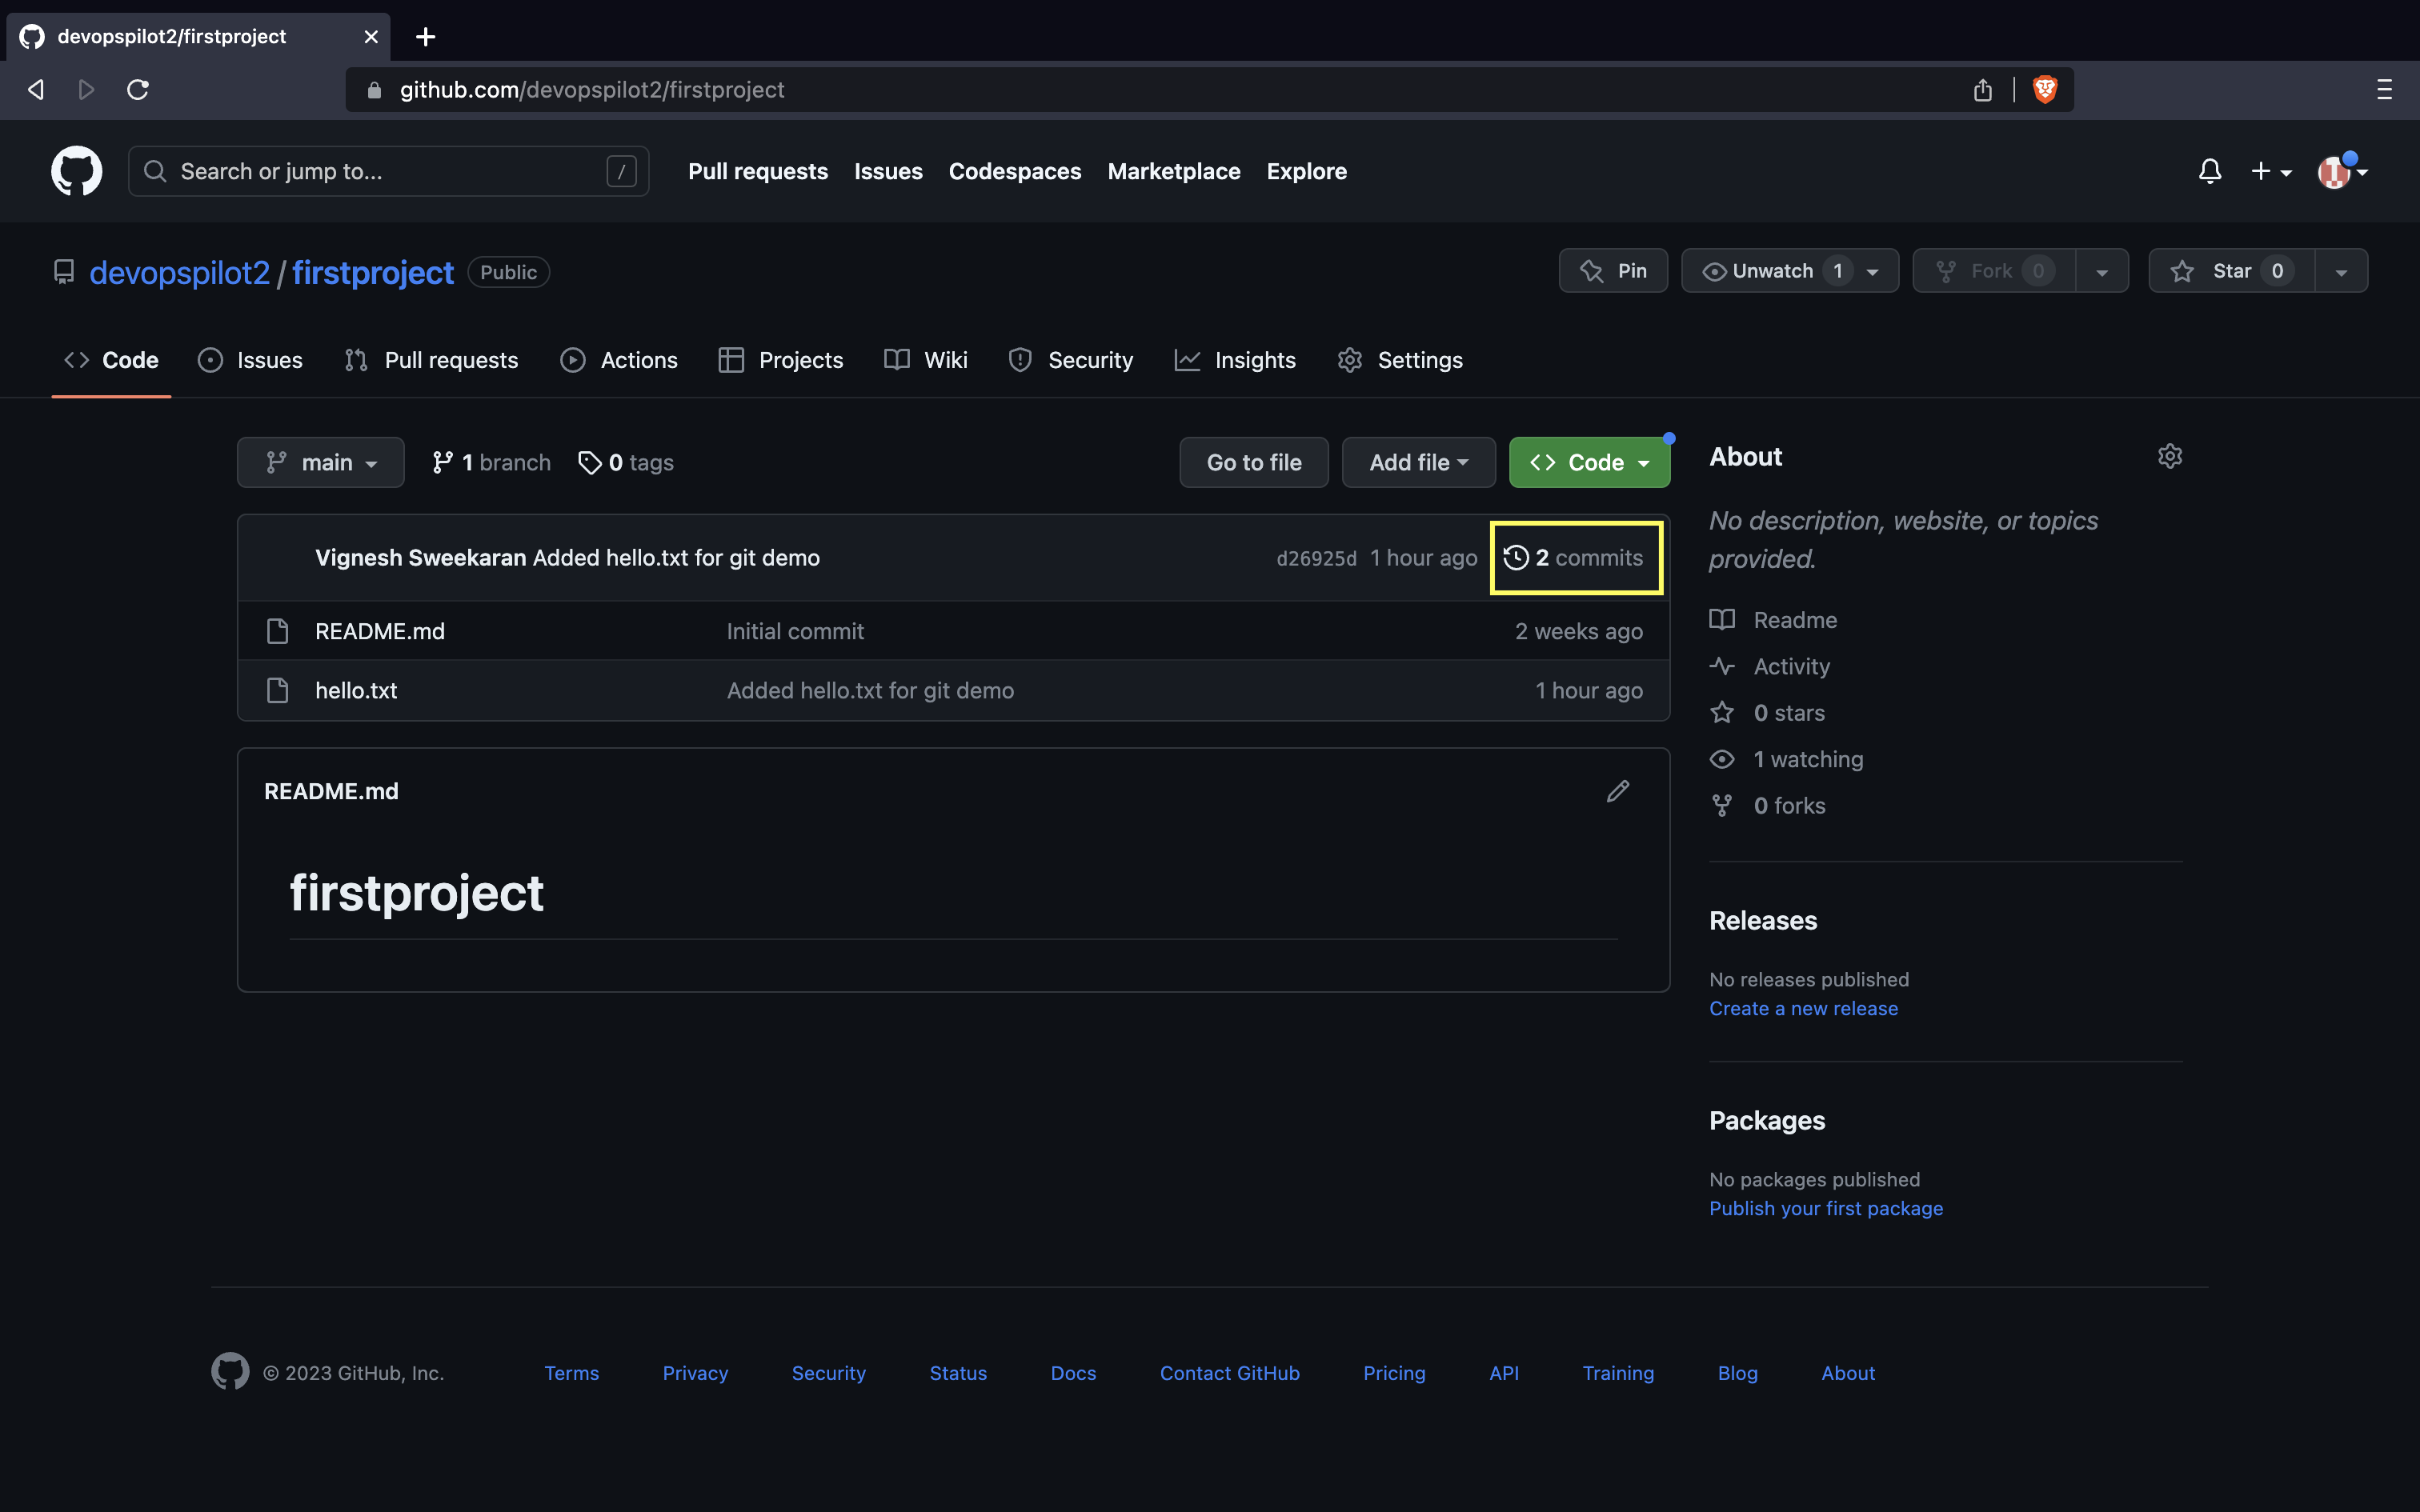 devopspilot2/firstproject
github.com/devopspilot2/firstproject
Search or jump to... / Pull requests Issues Codespaces Marketplace Explore
devopspilot2/firstproject Public Pin Unwatch 1 Fork 0 Star 0
Code Issues Pull requests Actions Projects Wiki Security Insights Settings
main 1 branch 0 tags Go to file Add file Code
Vignesh Sweekaran Added hello.txt for git demo d26925d 1 hour ago 2 commits
README.md Initial commit 2 weeks ago
hello.txt Added hello.txt for git demo 1 hour ago
README.md
firstproject
About
No description, website, or topics
provided.
Readme
Activity
0 stars
1 watching
0 forks
Releases
No releases published
Create a new release
Packages
No packages published
Publish your first package
© 2023 GitHub, Inc. Terms Privacy Security Status Docs Contact GitHub Pricing API Training Blog About